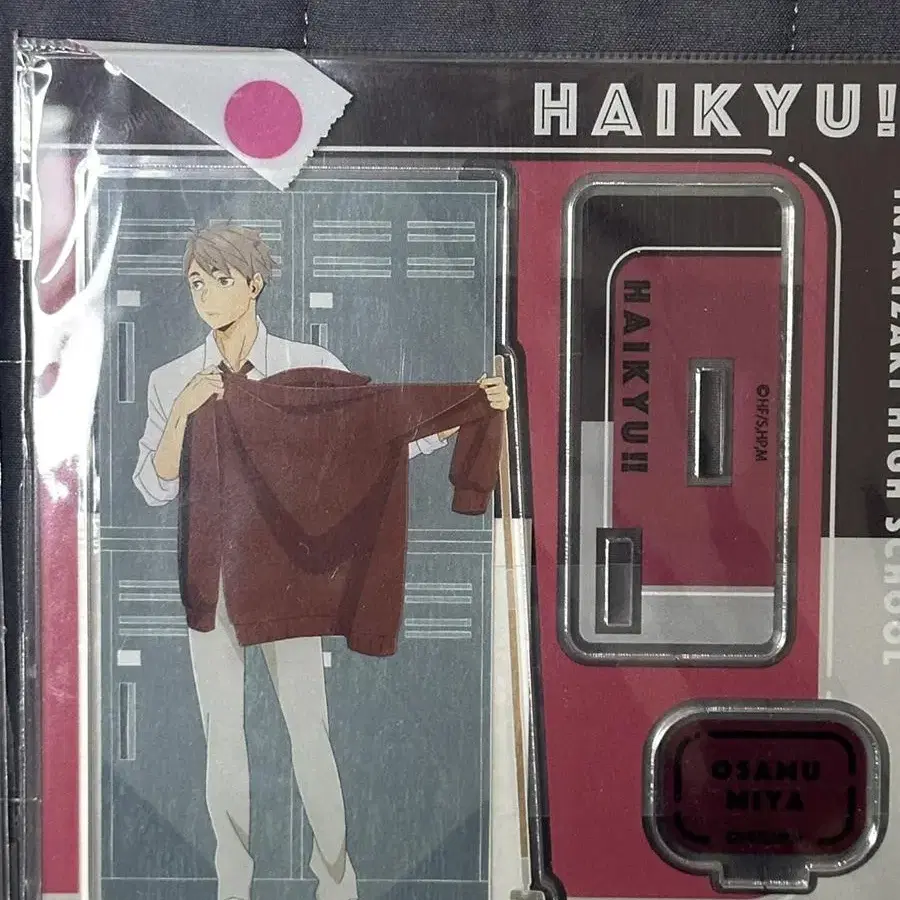 HAIKYU!
INARIZAKI HIGH SCHOOL
HAIKYU!!
©HF/S,HP,M
OSAMU
MIYA